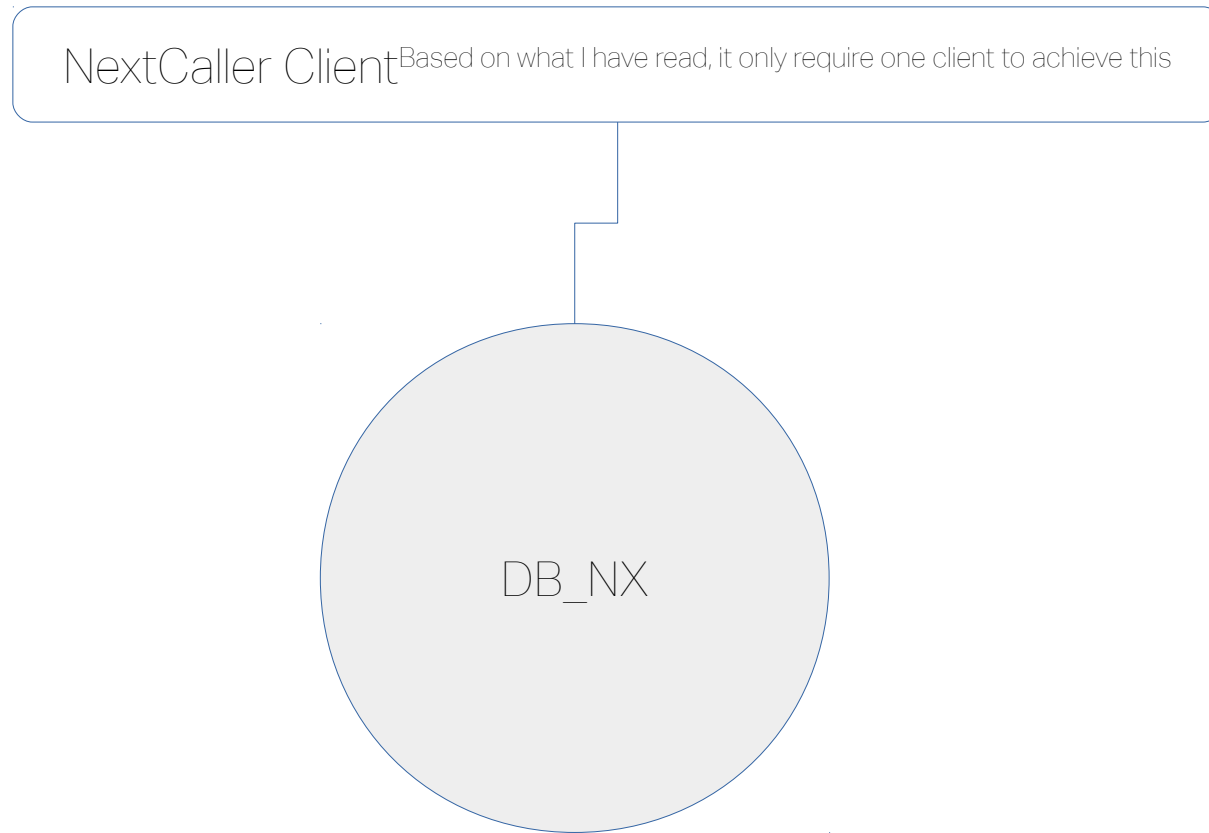 NextCaller Client Based on what I have read, it only require one client to achieve this
DB_NX